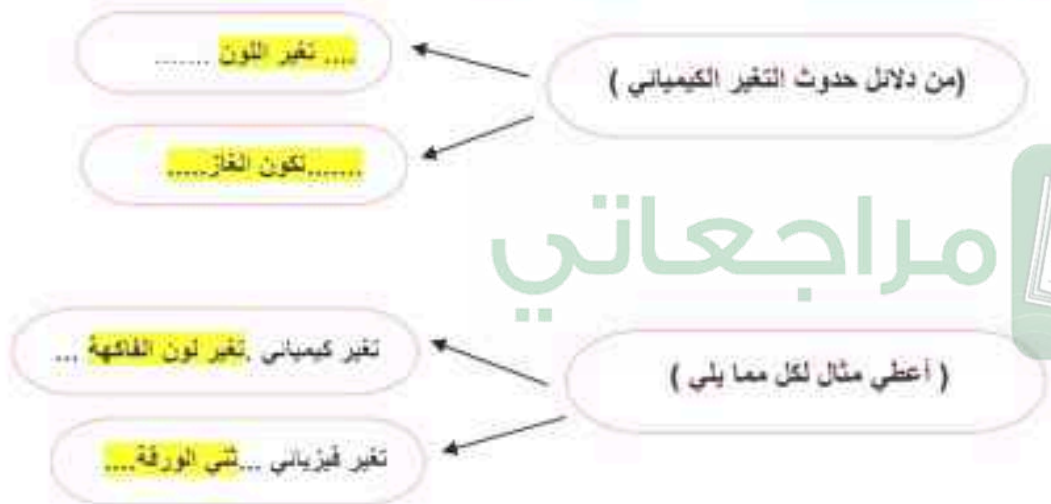 (من دلائل حدوث التغير الكيميائي )
.... تغير اللون .......
.......تكون الغاز.....
مراجعاتي
( أعطي مثال لكل مما يلي )
تغير كيميائي .تغير لون الفاكهة ...
تغير فيزيائي ...ثني الورقة....